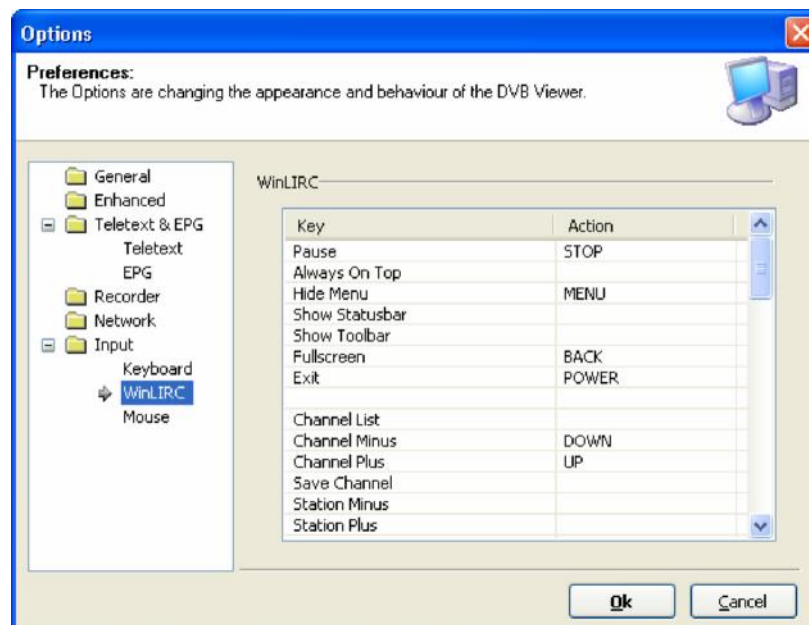 Options
Preferences:
The Options are changing the appearance and behaviour of the DVB Viewer.
General
Enhanced
Teletext & EPG
Teletext
EPG
Recorder
Network
Input
Keyboard
WinLIRC
Mouse
WinLIRC
Key Action
Pause STOP
Always On Top
Hide Menu MENU
Show Statusbar
Show Toolbar
Fullscreen BACK
Exit POWER
Channel List
Channel Minus DOWN
Channel Plus UP
Save Channel
Station Minus
Station Plus
Ok Cancel